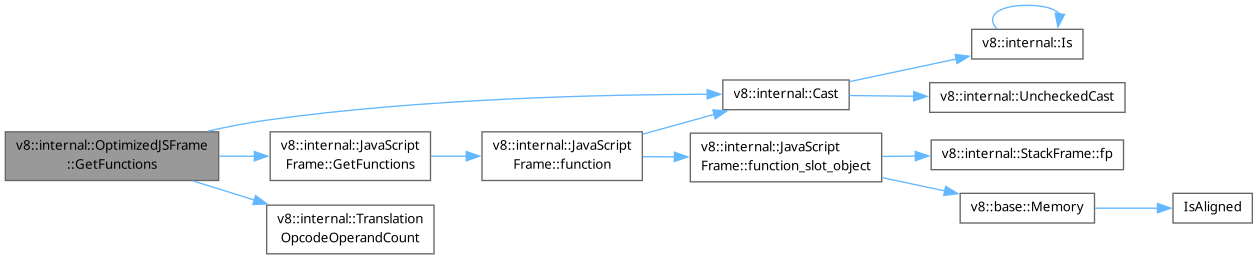 v8::internal::OptimizedJSFrame
::GetFunctions
v8::internal::JavaScript
Frame::GetFunctions
v8::internal::Translation
OpcodeOperandCount
v8::internal::JavaScript
Frame::function
v8::internal::Cast
v8::internal::JavaScript
Frame::function_slot_object
v8::internal::Is
v8::internal::UncheckedCast
v8::internal::StackFrame::fp
v8::base::Memory
IsAligned